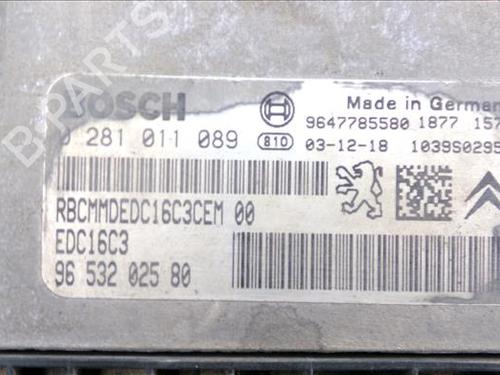 BOSCH
Made in German
0 281 011 089
810
9647785580 1877 157
03-12-18 1039S0295
RBCMMDEDC16C3CEM 00
EDC16C3
96 532 025 80
B-PARTS